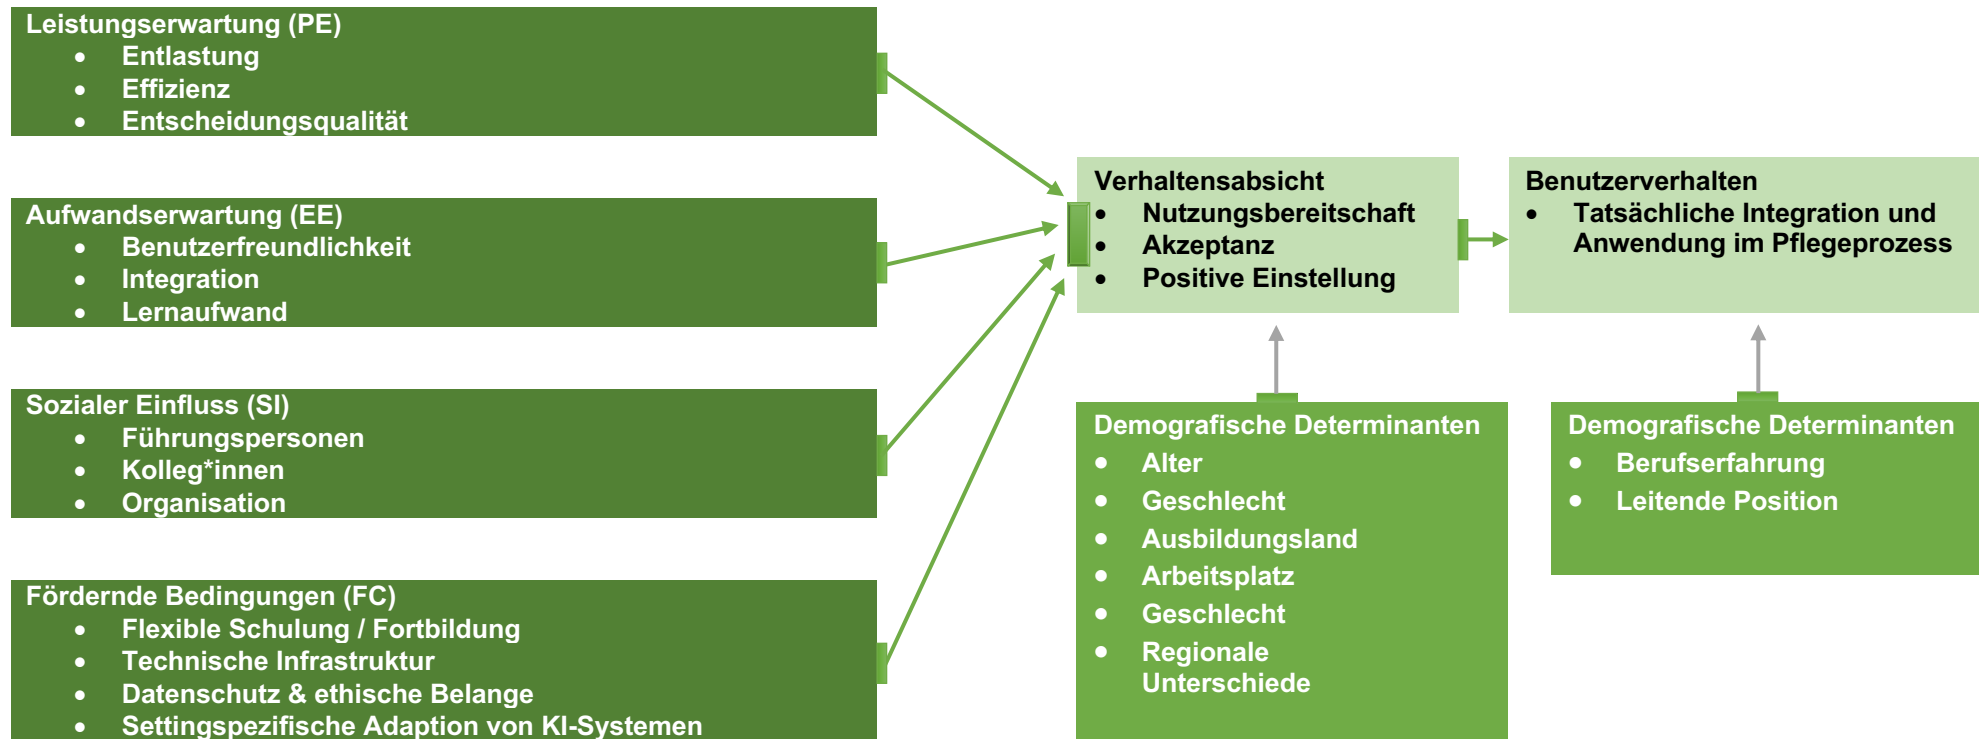 Leistungserwartung (PE)
• Entlastung
• Effizienz
• Entscheidungsqualität
Aufwandserwartung (EE)
• Benutzerfreundlichkeit
• Integration
• Lernaufwand
Sozialer Einfluss (SI)
• Führungspersonen
• Kolleg*innen
• Organisation
Fördernde Bedingungen (FC)
• Flexible Schulung / Fortbildung
• Technische Infrastruktur
• Datenschutz & ethische Belange
• Settingspezifische Adaption von KI-Systemen
Verhaltensabsicht
• Nutzungsbereitschaft
• Akzeptanz
• Positive Einstellung
Benutzerverhalten
• Tatsächliche Integration und
Anwendung im Pflegeprozess
Demografische Determinanten
• Alter
• Geschlecht
• Ausbildungsland
• Arbeitsplatz
• Geschlecht
• Regionale
Unterschiede
Demografische Determinanten
• Berufserfahrung
• Leitende Position